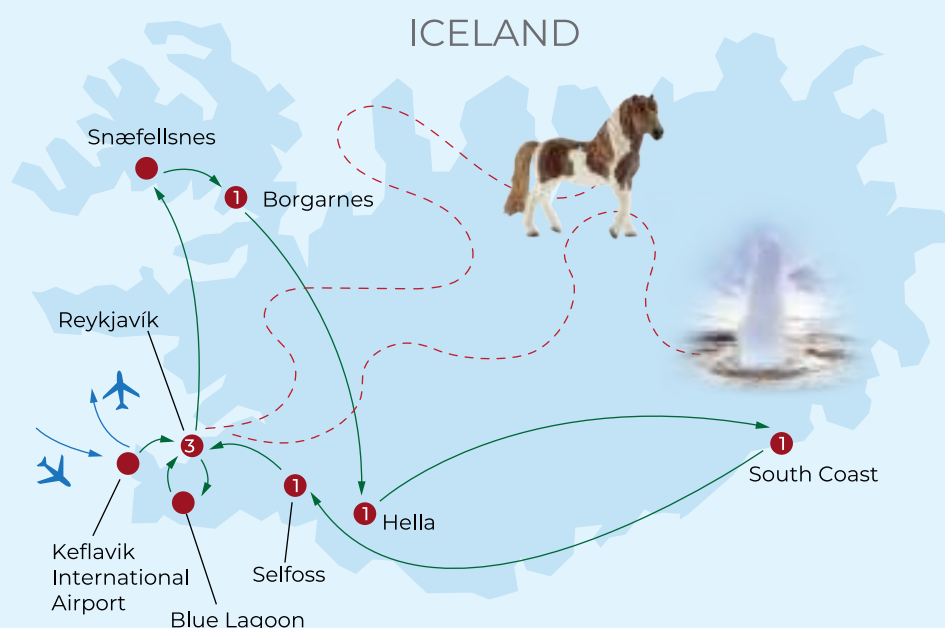 ICELAND
Snæfellsnes
1
Borgarnes
Reykjavík
3
1
South Coast
1
1
Hella
Keflavik
International
Airport
Selfoss
Blue Lagoon